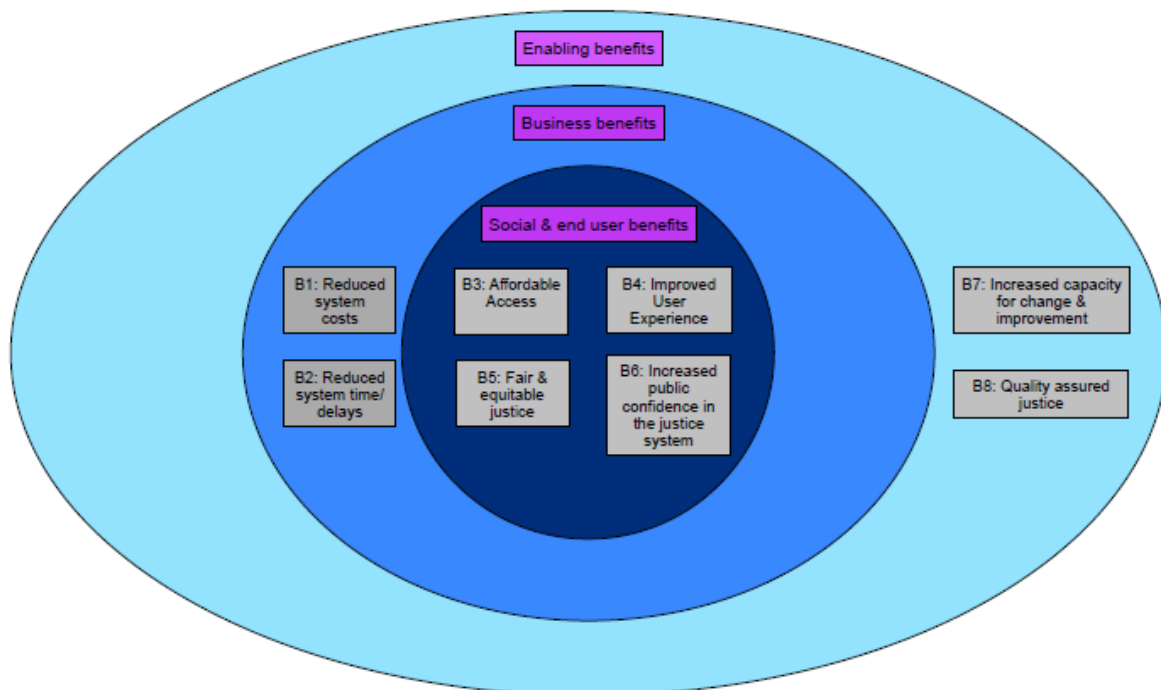 Enabling benefits
Business benefits
Social & end user benefits
B1: Reduced
system
costs
B3: Affordable
Access
B4: Improved
User
Experience
B7: Increased capacity
for change &
improvement
B2: Reduced
system time/
delays
B5: Fair &
equitable
justice
B6: Increased
public
confidence in
the justice
system
B8: Quality assured
justice